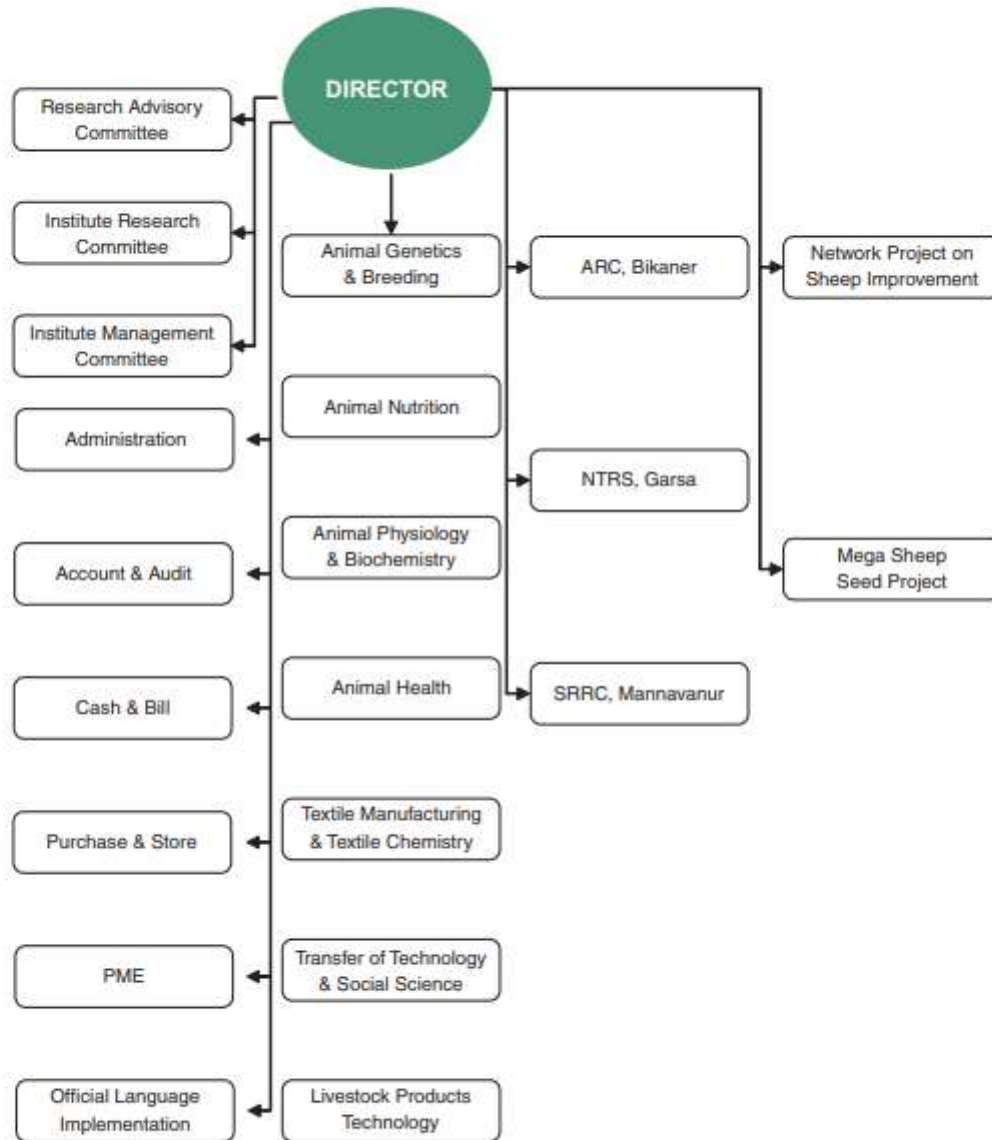 DIRECTOR
Research Advisory
Committee
Institute Research
Committee
Institute Management
Committee
Administration
Account & Audit
Cash & Bill
Purchase & Store
PME
Official Language
Implementation
Animal Genetics
& Breeding
Animal Nutrition
Animal Physiology
& Biochemistry
Animal Health
Textile Manufacturing
& Textile Chemistry
Transfer of Technology
& Social Science
Livestock Products
Technology
ARC, Bikaner
NTRS, Garsa
SRRC, Mannavanur
Network Project on
Sheep Improvement
Mega Sheep
Seed Project